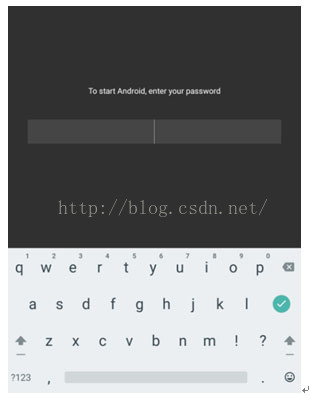 To start Android, enter your password
http://blog.csdn.net/
1 2 3 4 5 6 7 8 9 0
q w e r t y u i o p
a s d f g h j k l
z x c v b n m ! ?
?123 , .